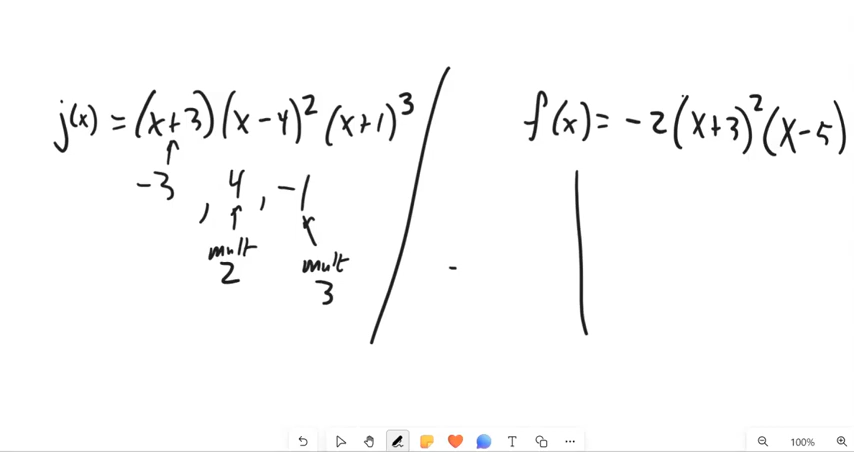 j(x) = (x+3)(x-4)² (x+1)³
-3, 4, -1
mult mult
2 3
f(x) = -2(x+3)²(x-5)
T
100%